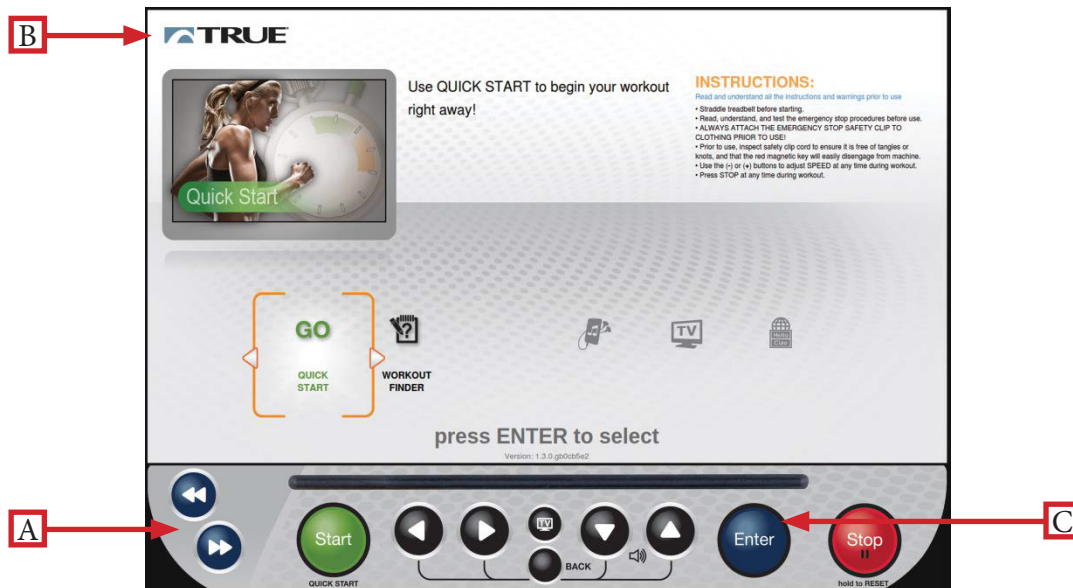 B
TRUE
Use QUICK START to begin your workout
right away!
Quick Start
INSTRUCTIONS:
Read and understand all the instructions and warnings prior to use
• Straddle treadbelt before starting.
• Read, understand, and test the emergency stop procedures before use.
• ALWAYS ATTACH THE EMERGENCY STOP SAFETY CLIP TO
CLOTHING PRIOR TO USE!
• Prior to use, inspect safety clip cord to ensure it is free of tangles or
knots, and that the red magnetic key will easily disengage from machine.
• Use the (-) or (+) buttons to adjust SPEED at any time during workout.
• Press STOP at any time during workout.
GO
QUICK
START
?
WORKOUT
FINDER
TV
Hello
Ciao
press ENTER to select
Version: 1.3.0.gb0cb5e2
A
Start
QUICK START
TV
BACK
Enter
Stop
hold to RESET
C